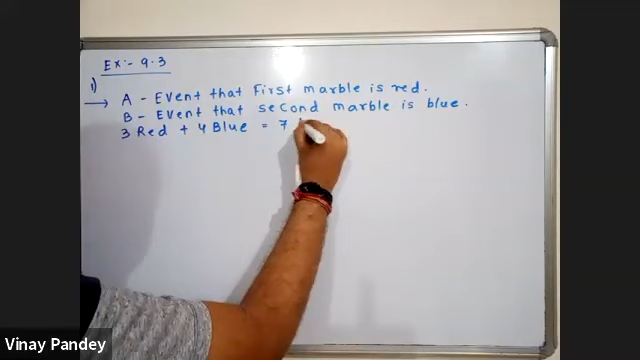 Ex:- 9.3
1)
→ A - Event that First marble is red.
B - Event that second marble is blue.
3 Red + 4 Blue = 7
Vinay Pandey